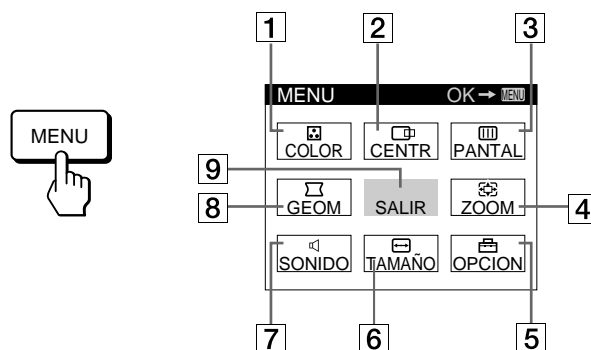 1 2 3
MENU OK → MENU
MENU
COLOR CENTR PANTAL
9
8 GEOM SALIR ZOOM 4
SONIDO TAMAÑO OPCION
7 6 5